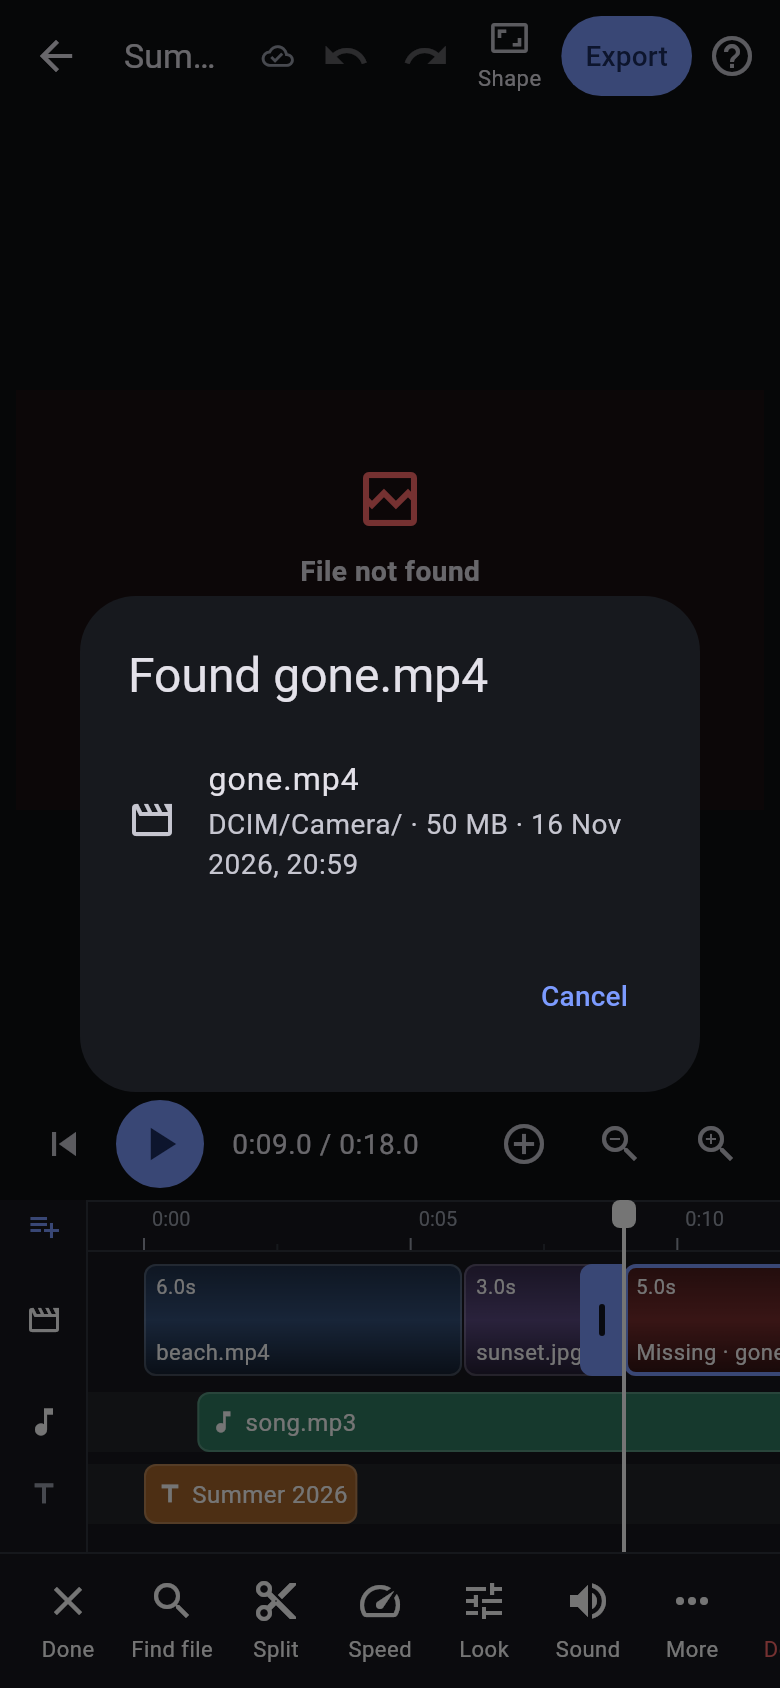 Sum...
Shape
Export
File not found
Found gone.mp4
gone.mp4
DCIM/Camera/ · 50 MB · 16 Nov
2026, 20:59
Cancel
0:09.0 / 0:18.0
0:00
0:05
0:10
6.0s
3.0s
5.0s
beach.mp4
sunset.jpg
Missing · gone
song.mp3
Summer 2026
Done
Find file
Split
Speed
Look
Sound
More